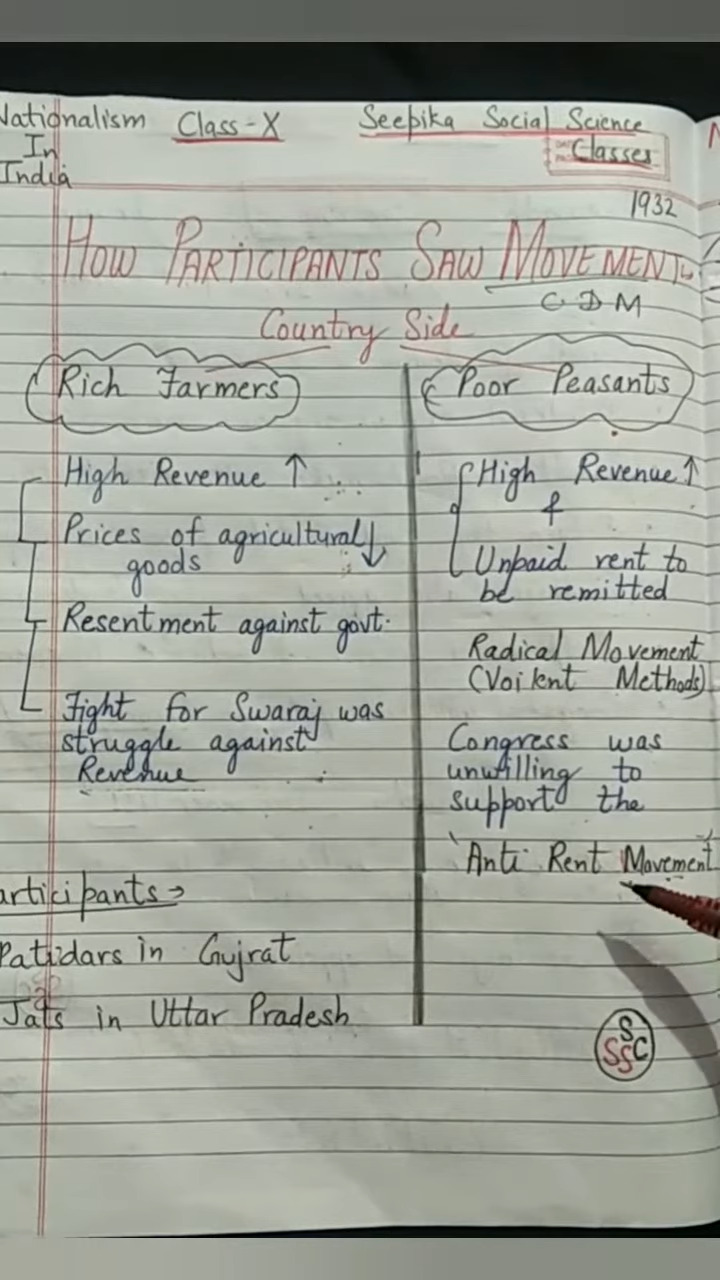 Nationalism
In
India
Class-X
Seepika Social Science
Classes
1932
HOW PARTICIPANTS SAW MOVEMENT
C D M
Country Side
Rich Farmers
High Revenue ↑
Prices of agricultural ↓
goods
Resentment against govt.
Fight for Swaraj was
struggle against
Revenue
articipants →
Patidars in Gujrat
Jats in Uttar Pradesh
Poor Peasants
High Revenue ↑
&
Unpaid rent to
be remitted
Radical Movement
(Voilent Methods)
Congress was
unwilling to
support the
'Anti Rent Movement
SSSC